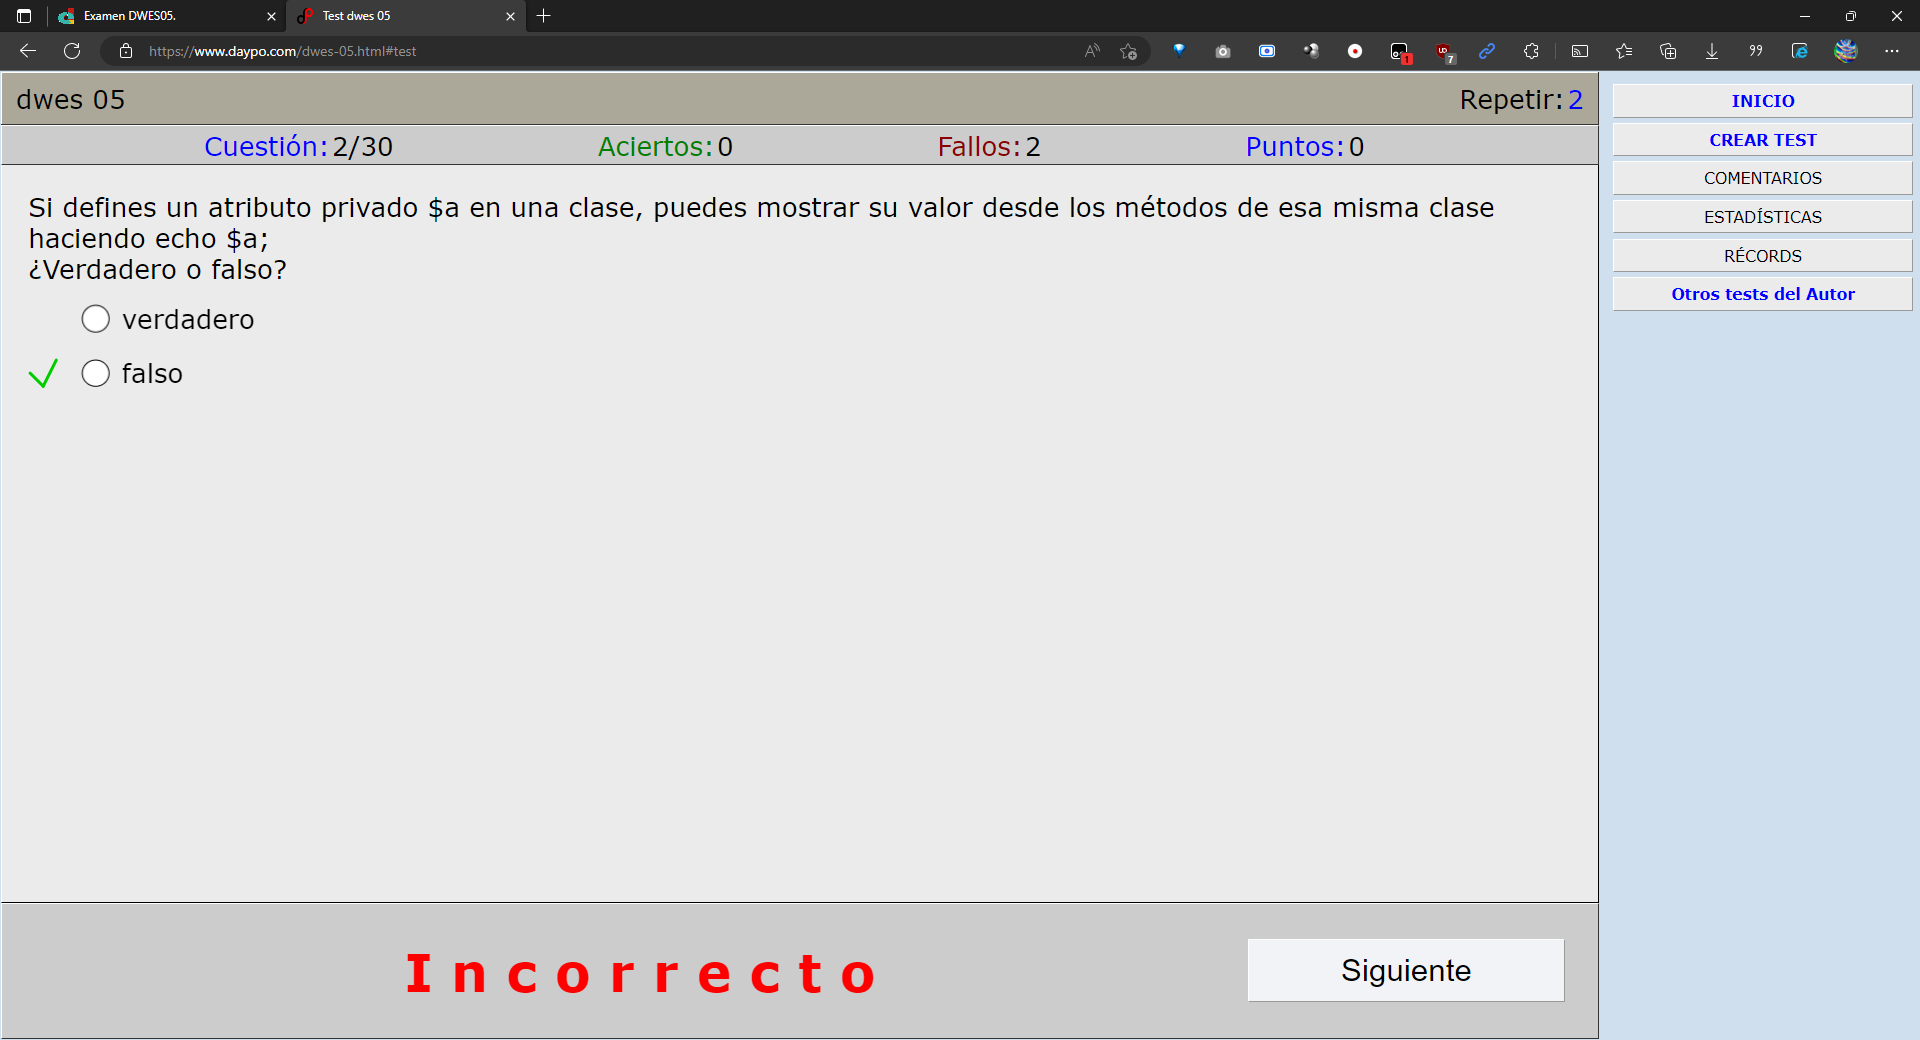 Examen DWES05.
Test dwes 05
https://www.daypo.com/dwes-05.html#test
1
7
dwes 05
Repetir: 2
Cuestión: 2/30
Aciertos: 0
Fallos: 2
Puntos: 0
Si defines un atributo privado $a en una clase, puedes mostrar su valor desde los métodos de esa misma clase
haciendo echo $a;
¿Verdadero o falso?
verdadero
falso
Incorrecto
Siguiente
INICIO
CREAR TEST
COMENTARIOS
ESTADÍSTICAS
RÉCORDS
Otros tests del Autor